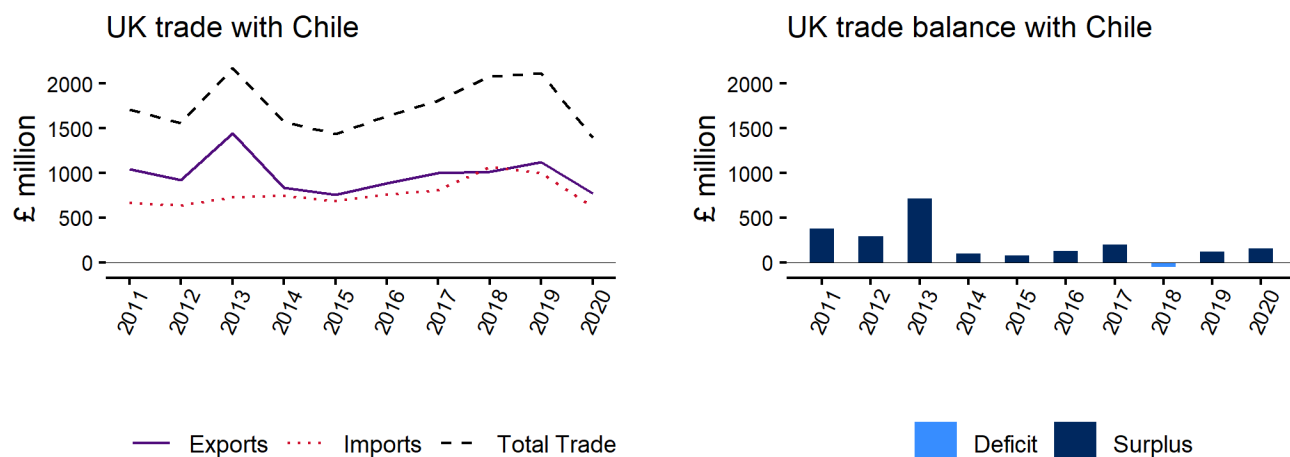 UK trade with Chile
£ million
2000
1500
1000
500
0
2011 2012 2013 2014 2015 2016 2017 2018 2019 2020
Exports Imports Total Trade
UK trade balance with Chile
£ million
2000
1500
1000
500
0
2011 2012 2013 2014 2015 2016 2017 2018 2019 2020
Deficit Surplus